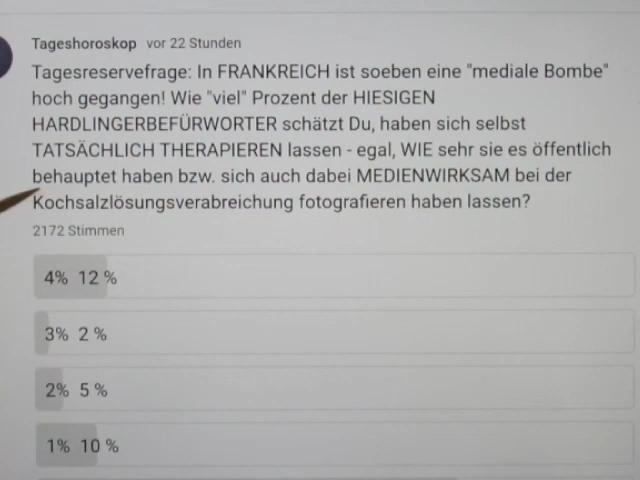 Tageshoroskop vor 22 Stunden
Tagesreservefrage: In FRANKREICH ist soeben eine "mediale Bombe"
hoch gegangen! Wie "viel" Prozent der HIESIGEN
HARDLINGERBEFÜRWORTER schätzt Du, haben sich selbst
TATSÄCHLICH THERAPIEREN lassen - egal, WIE sehr sie es öffentlich
behauptet haben bzw. sich auch dabei MEDIENWIRKSAM bei der
Kochsalzlösungsverabreichung fotografieren haben lassen?
2172 Stimmen
4% 12 %
3% 2 %
2% 5 %
1% 10 %